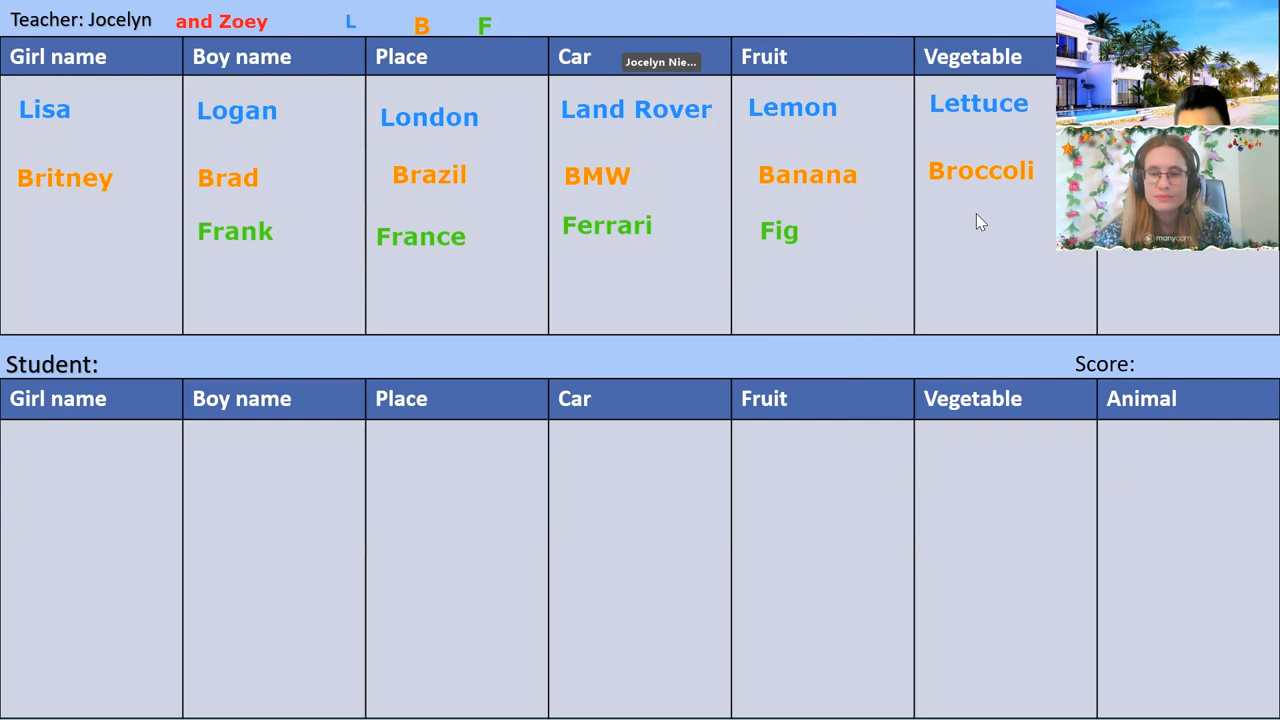 Teacher: Jocelyn and Zoey L B F
Girl name Boy name Place Car Jocelyn Nie... Fruit Vegetable
Lisa Logan London Land Rover Lemon Lettuce
Britney Brad Brazil BMW Banana Broccoli
Frank France Ferrari Fig
manycam
Student: Score:
Girl name Boy name Place Car Fruit Vegetable Animal